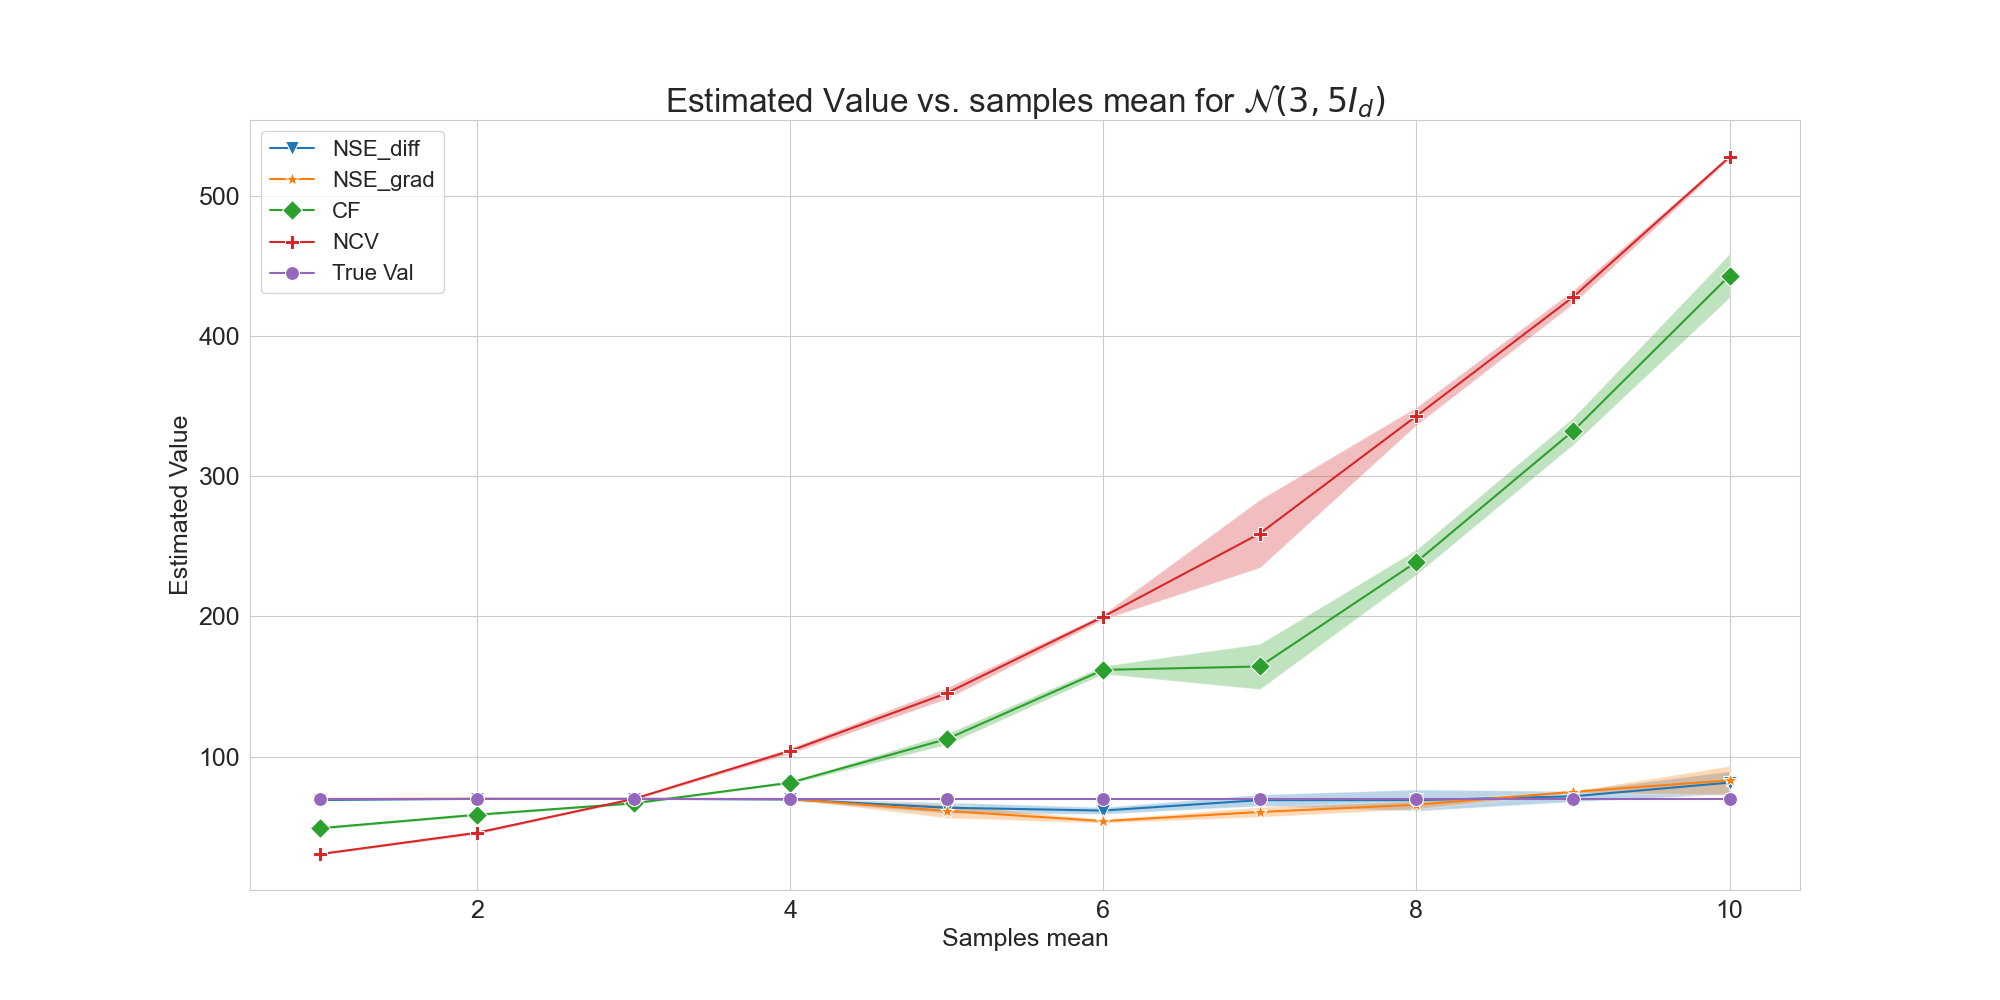 Estimated Value vs. samples mean for 𝒩(3, 5I_d)
NSE_diff
NSE_grad
CF
NCV
True Val
500
400
300
200
100
Estimated Value
2
4
6
8
10
Samples mean